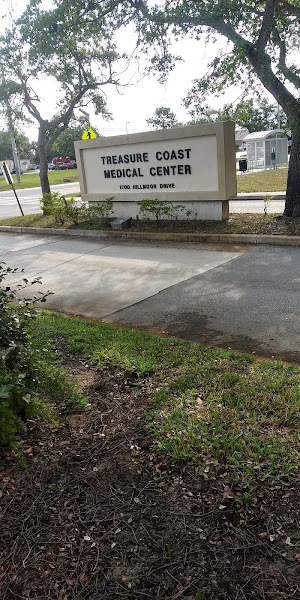 TREASURE COAST
MEDICAL CENTER
1700 HILLMOOR DRIVE